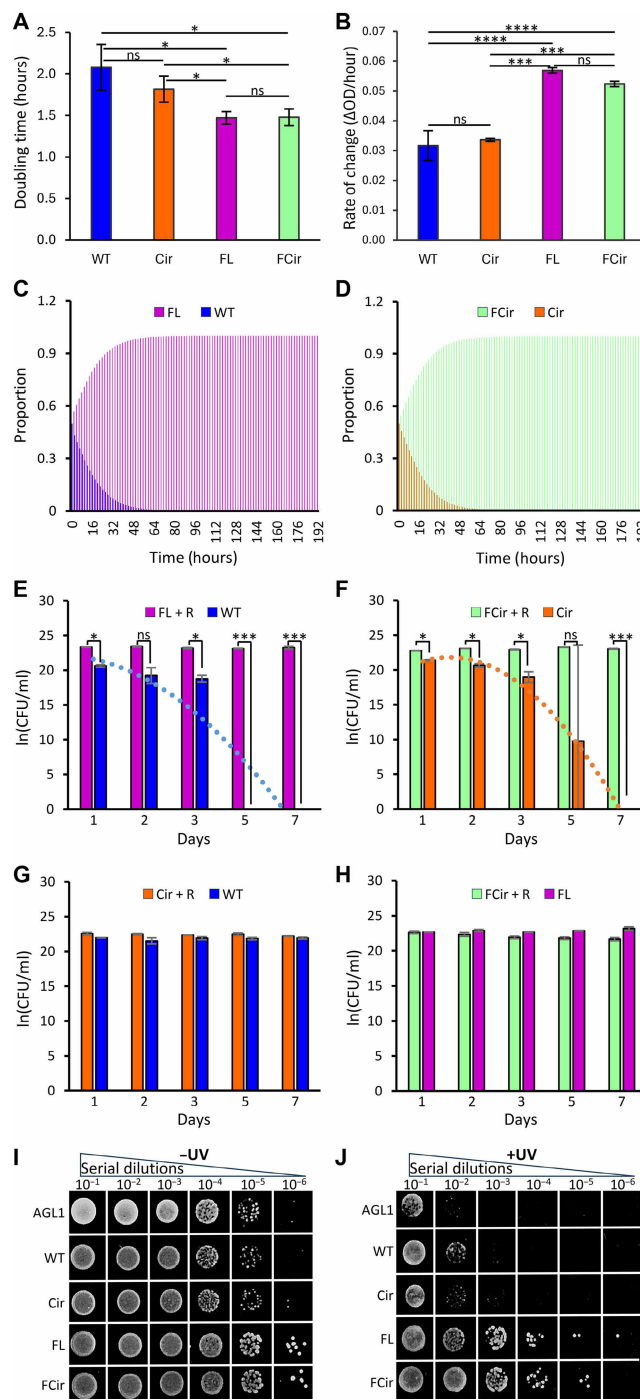 A
Doubling time (hours)
2.5
2.0
1.5
1.0
0.5
0.0
*
*
*
ns
*
ns
WT Cir FL FCir
B
Rate of change (ΔOD/hour)
0.07
0.06
0.05
0.04
0.03
0.02
0.01
0.00
****
****
***
***
ns
ns
WT Cir FL FCir
C
FL WT
Proportion
1.2
0.9
0.6
0.3
0
0 16 32 48 64 80 96 112 128 144 160 176 192
Time (hours)
D
FCir Cir
Proportion
1.2
0.9
0.6
0.3
0
0 16 32 48 64 80 96 112 128 144 160 176 192
Time (hours)
E
FL + R WT
ln(CFU/ml)
30
25
20
15
10
5
0
* ns * *** ***
1 2 3 5 7
Days
F
FCir + R Cir
ln(CFU/ml)
30
25
20
15
10
5
0
* * * ns ***
1 2 3 5 7
Days
G
Cir + R WT
ln(CFU/ml)
30
25
20
15
10
5
0
1 2 3 5 7
Days
H
FCir + R FL
ln(CFU/ml)
30
25
20
15
10
5
0
1 2 3 5 7
Days
I
–UV
Serial dilutions
10⁻¹ 10⁻² 10⁻³ 10⁻⁴ 10⁻⁵ 10⁻⁶
AGL1
WT
Cir
FL
FCir
J
+UV
Serial dilutions
10⁻¹ 10⁻² 10⁻³ 10⁻⁴ 10⁻⁵ 10⁻⁶
AGL1
WT
Cir
FL
FCir